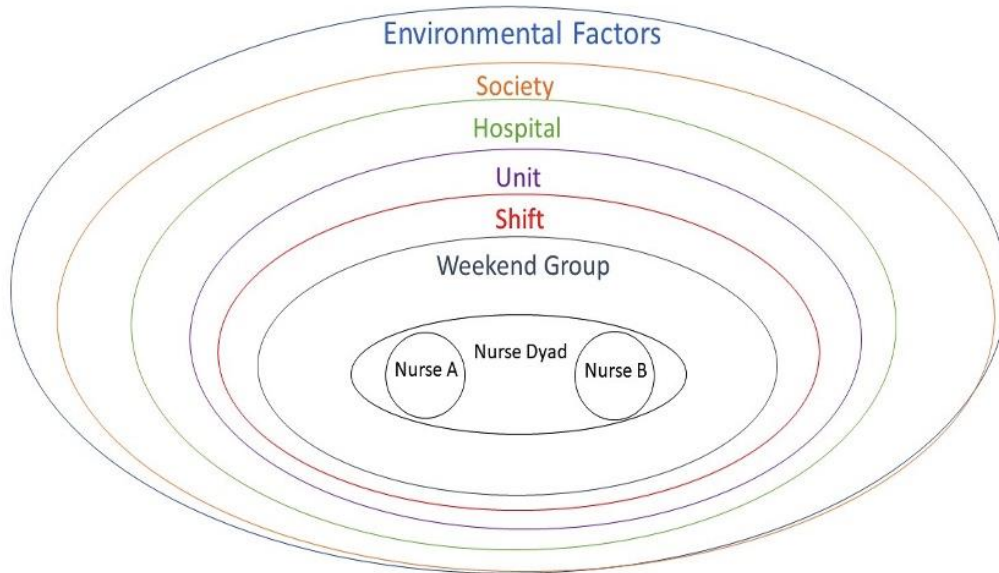 Environmental Factors
Society
Hospital
Unit
Shift
Weekend Group
Nurse Dyad
Nurse A
Nurse B